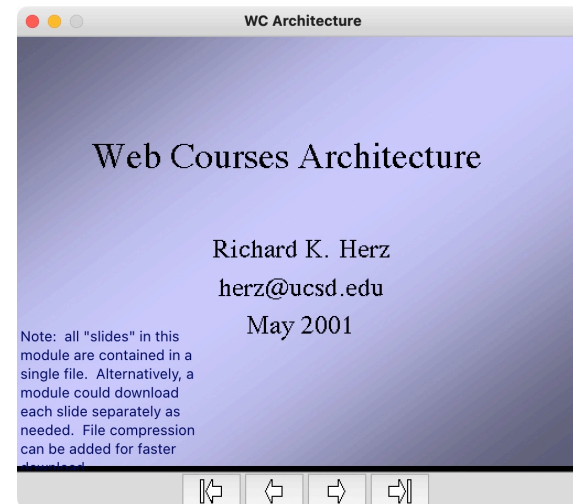 WC Architecture
Web Courses Architecture
Richard K. Herz
herz@ucsd.edu
May 2001
Note: all "slides" in this
module are contained in a
single file. Alternatively, a
module could download
each slide separately as
needed. File compression
can be added for faster